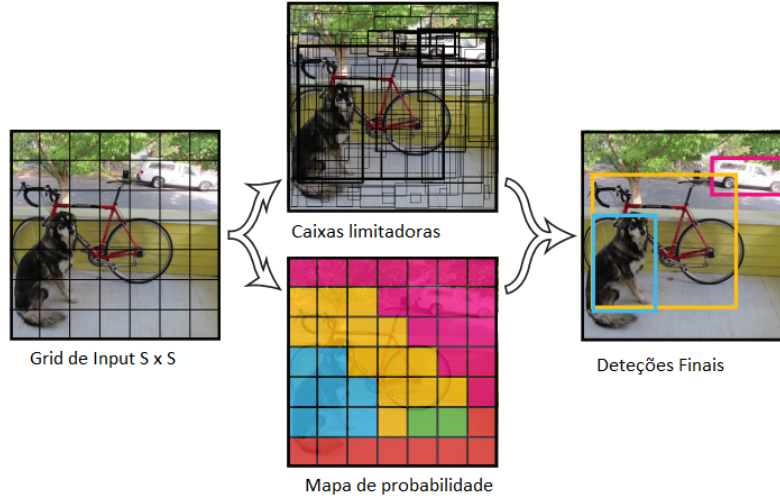 Caixas limitadoras
Grid de Input S x S
Deteções Finais
Mapa de probabilidade